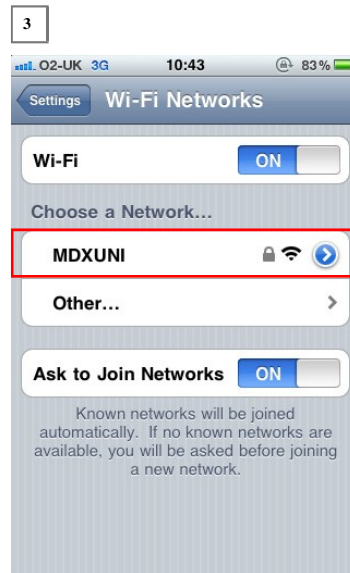 3
O2-UK 3G 10:43 83%
Settings Wi-Fi Networks
Wi-Fi ON
Choose a Network...
MDXUNI
Other...
Ask to Join Networks ON
Known networks will be joined
automatically. If no known networks are
available, you will be asked before joining
a new network.